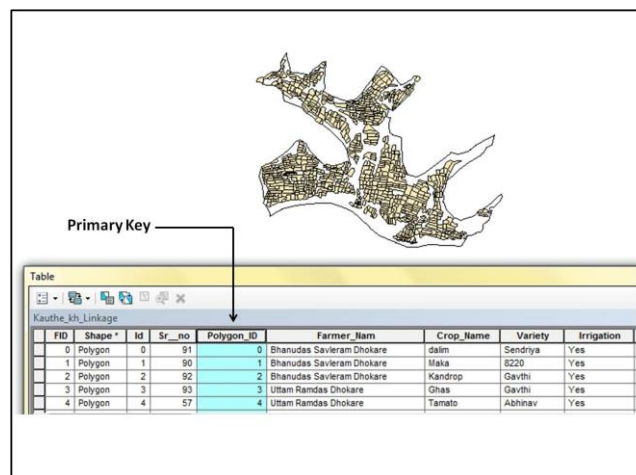 Primary Key
Table
Kauthe_kh_Linkage
FID Shape * Id Sr__no Polygon_ID Farmer_Nam Crop_Name Variety Irrigation
0 Polygon 0 91 0 Bhanudas Savleram Dhokare dalim Sendriya Yes
1 Polygon 1 90 1 Bhanudas Savleram Dhokare Maka 8220 Yes
2 Polygon 2 92 2 Bhanudas Savleram Dhokare Kandrop Gavthi Yes
3 Polygon 3 93 3 Uttam Ramdas Dhokare Ghas Gavthi Yes
4 Polygon 4 57 4 Uttam Ramdas Dhokare Tamato Abhinav Yes